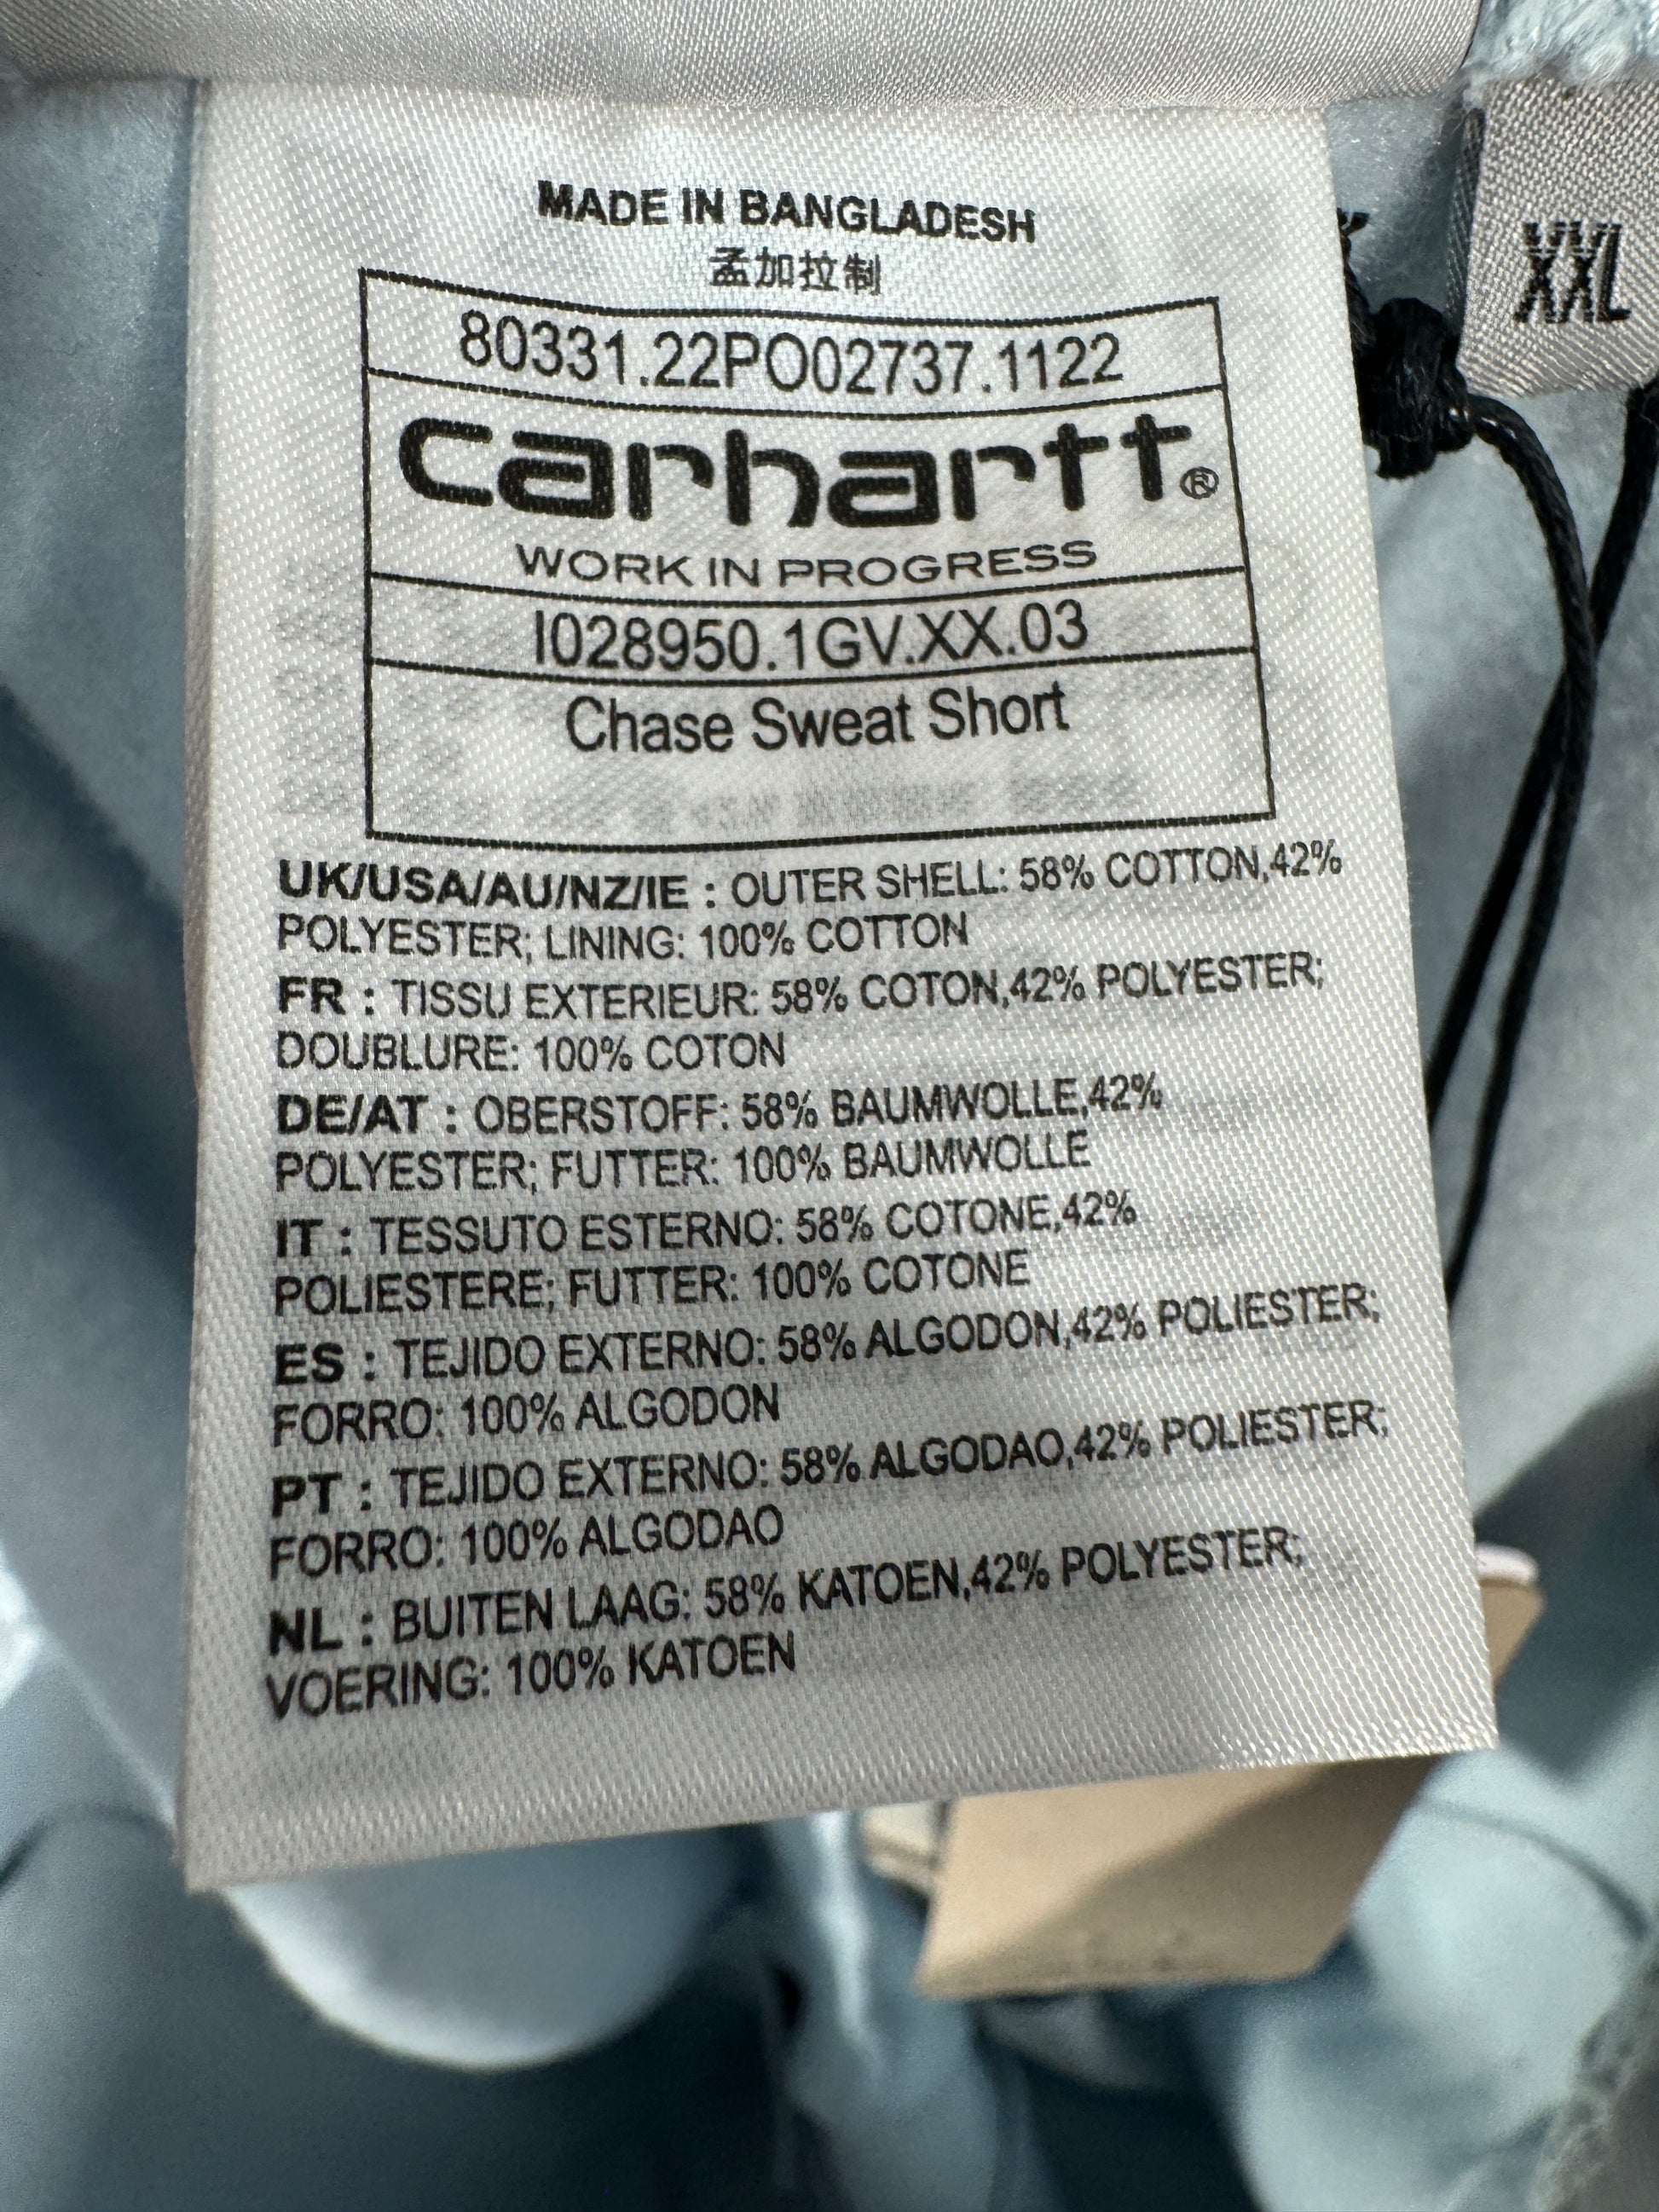 MADE IN BANGLADESH
孟加拉制
80331.22PO02737.1122
carhartt®
WORK IN PROGRESS
I028950.1GV.XX.03
Chase Sweat Short
UK/USA/AU/NZ/IE : OUTER SHELL: 58% COTTON,42%
POLYESTER; LINING: 100% COTTON
FR : TISSU EXTERIEUR: 58% COTON,42% POLYESTER;
DOUBLURE: 100% COTON
DE/AT : OBERSTOFF: 58% BAUMWOLLE,42%
POLYESTER; FUTTER: 100% BAUMWOLLE
IT : TESSUTO ESTERNO: 58% COTONE,42%
POLIESTERE; FUTTER: 100% COTONE
ES : TEJIDO EXTERNO: 58% ALGODON,42% POLIESTER;
FORRO: 100% ALGODON
PT : TEJIDO EXTERNO: 58% ALGODAO,42% POLIESTER;
FORRO: 100% ALGODAO
NL : BUITEN LAAG: 58% KATOEN,42% POLYESTER;
VOERING: 100% KATOEN
XXL